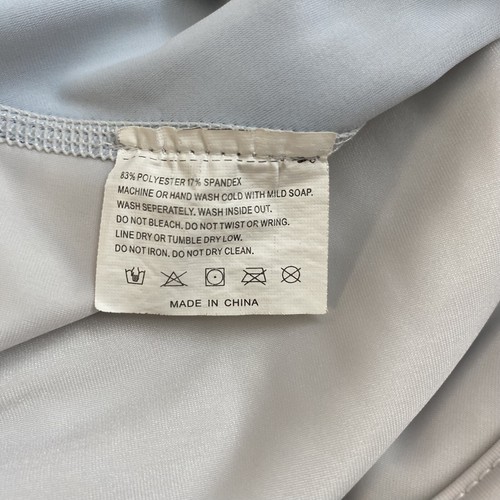 83% POLYESTER 17% SPANDEX
MACHINE OR HAND WASH COLD WITH MILD SOAP.
WASH SEPERATELY. WASH INSIDE OUT.
DO NOT BLEACH. DO NOT TWIST OR WRING.
LINE DRY OR TUMBLE DRY LOW.
DO NOT IRON. DO NOT DRY CLEAN.
MADE IN CHINA